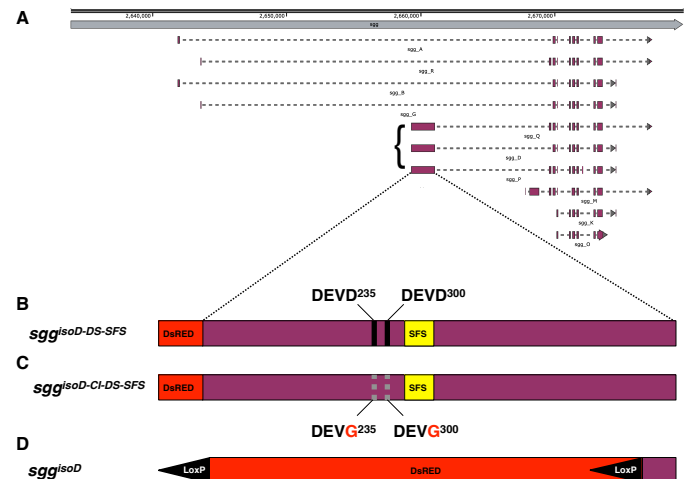 A
2,640,000 2,650,000 2,660,000 2,670,000
sgg
sgg_A
sgg_R
sgg_B
sgg_G
sgg_Q
sgg_D
sgg_P
sgg_M
sgg_K
sgg_O
{
DEVD235 DEVD300
B
sggisoD-DS-SFS DsRED SFS
C
sggisoD-CI-DS-SFS DsRED SFS
DEVG235 DEVG300
D
sggisoD LoxP DsRED LoxP